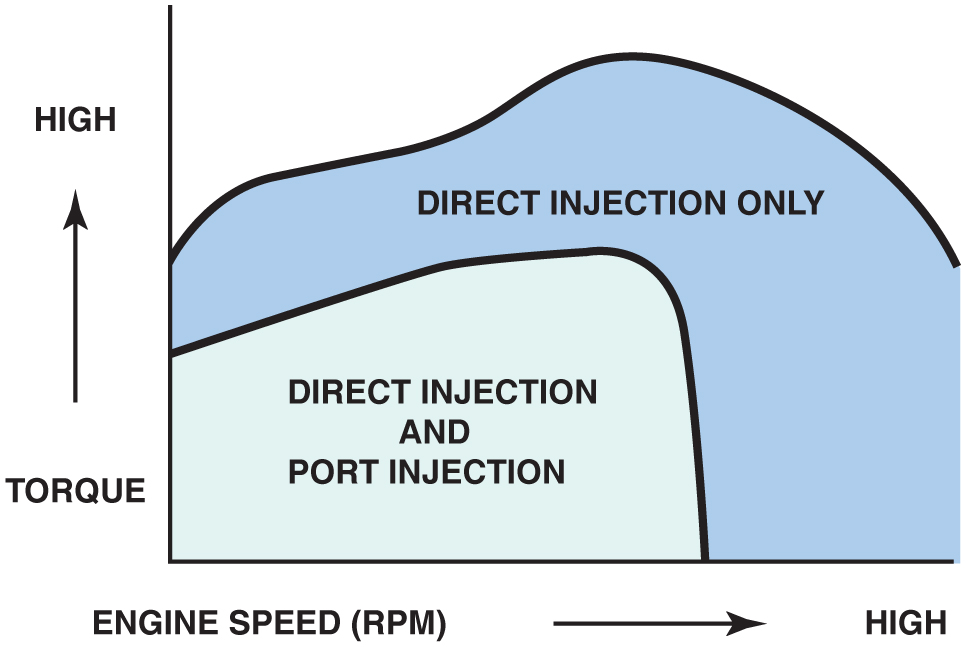 HIGH
DIRECT INJECTION ONLY
DIRECT INJECTION
AND
PORT INJECTION
TORQUE
ENGINE SPEED (RPM)
HIGH